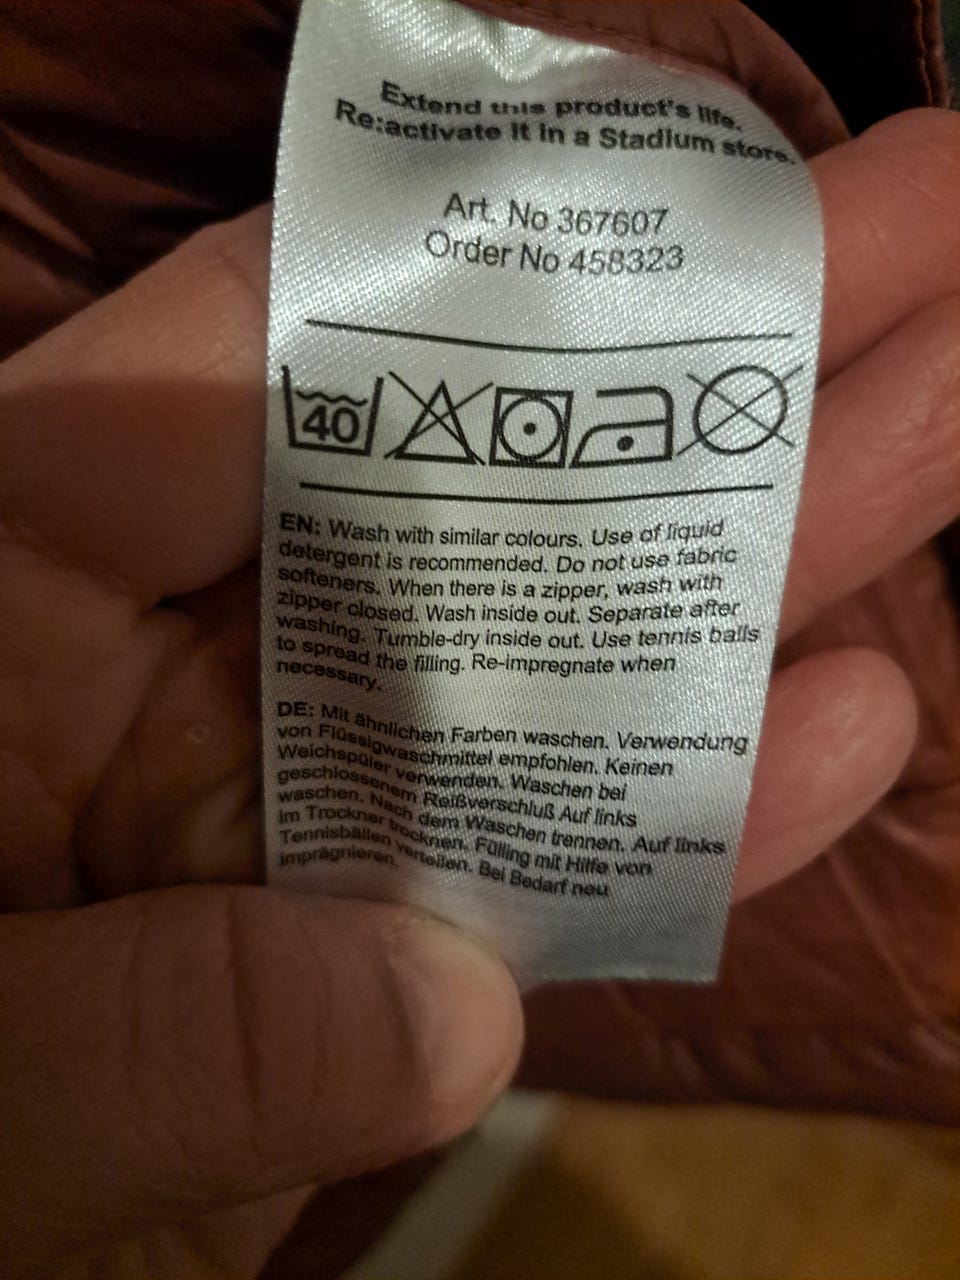 Extend this product's life.
Re:activate it in a Stadium store.
Art. No 367607
Order No 458323
40
EN: Wash with similar colours. Use of liquid
detergent is recommended. Do not use fabric
softeners. When there is a zipper, wash with
zipper closed. Wash inside out. Separate after
washing. Tumble-dry inside out. Use tennis balls
to spread the filling. Re-impregnate when
necessary.
DE: Mit ähnlichen Farben waschen. Verwendung
von Flüssigwaschmittel empfohlen. Keinen
Weichspüler verwenden. Waschen bei
geschlossenem Reißverschluß Auf links
waschen. Nach dem Waschen trennen. Auf links
im Trockner trocknen. Fülling mit Hilfe von
Tennisbällen verteilen. Bei Bedarf neu
imprägnieren.